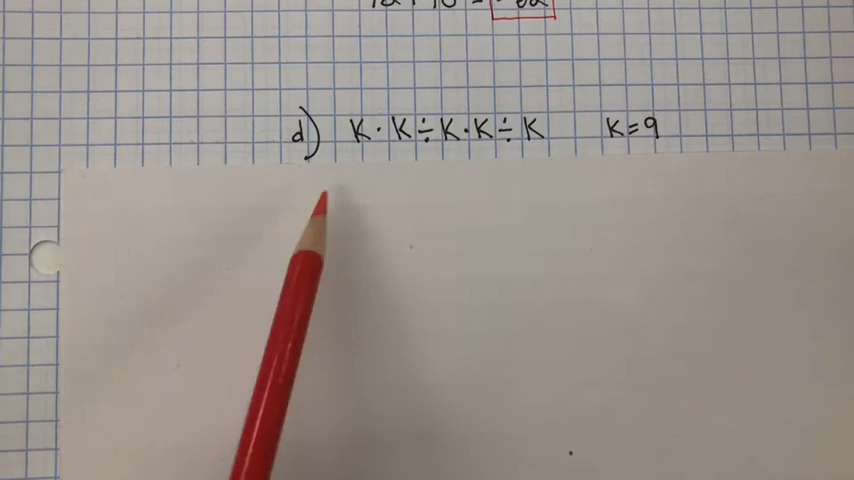 d) K · K ÷ K · K ÷ K K = 9